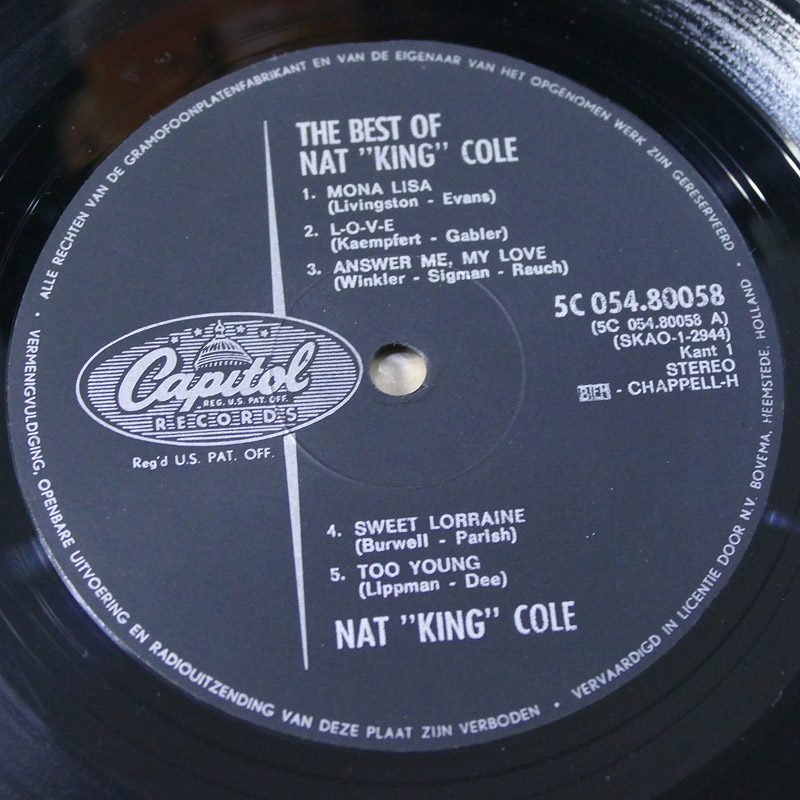 THE BEST OF
NAT "KING" COLE
1. MONA LISA
(Livingston - Evans)
2. L-O-V-E
(Kaempfert - Gabler)
3. ANSWER ME, MY LOVE
(Winkler - Sigman - Rauch)
5C 054.80058
(5C 054.80058 A)
(SKAO-1-2944)
Kant 1
STEREO
BIEM - CHAPPELL-H
Capitol
REG. U.S. PAT. OFF.
RECORDS
Reg'd U.S. PAT. OFF.
4. SWEET LORRAINE
(Burwell - Parish)
5. TOO YOUNG
(Lippman - Dee)
NAT "KING" COLE
· ALLE RECHTEN VAN DE GRAMOFOONPLATENFABRIKANT EN VAN DE EIGENAAR VAN HET OPGENOMEN WERK ZIJN GERESERVEERD ·
VERMENIGVULDIGING, OPENBARE UITVOERING EN RADIOUITZENDING VAN DEZE PLAAT ZIJN VERBODEN ·
VERVAARDIGD IN LICENTIE DOOR N.V. BOVEMA, HEEMSTEDE, HOLLAND